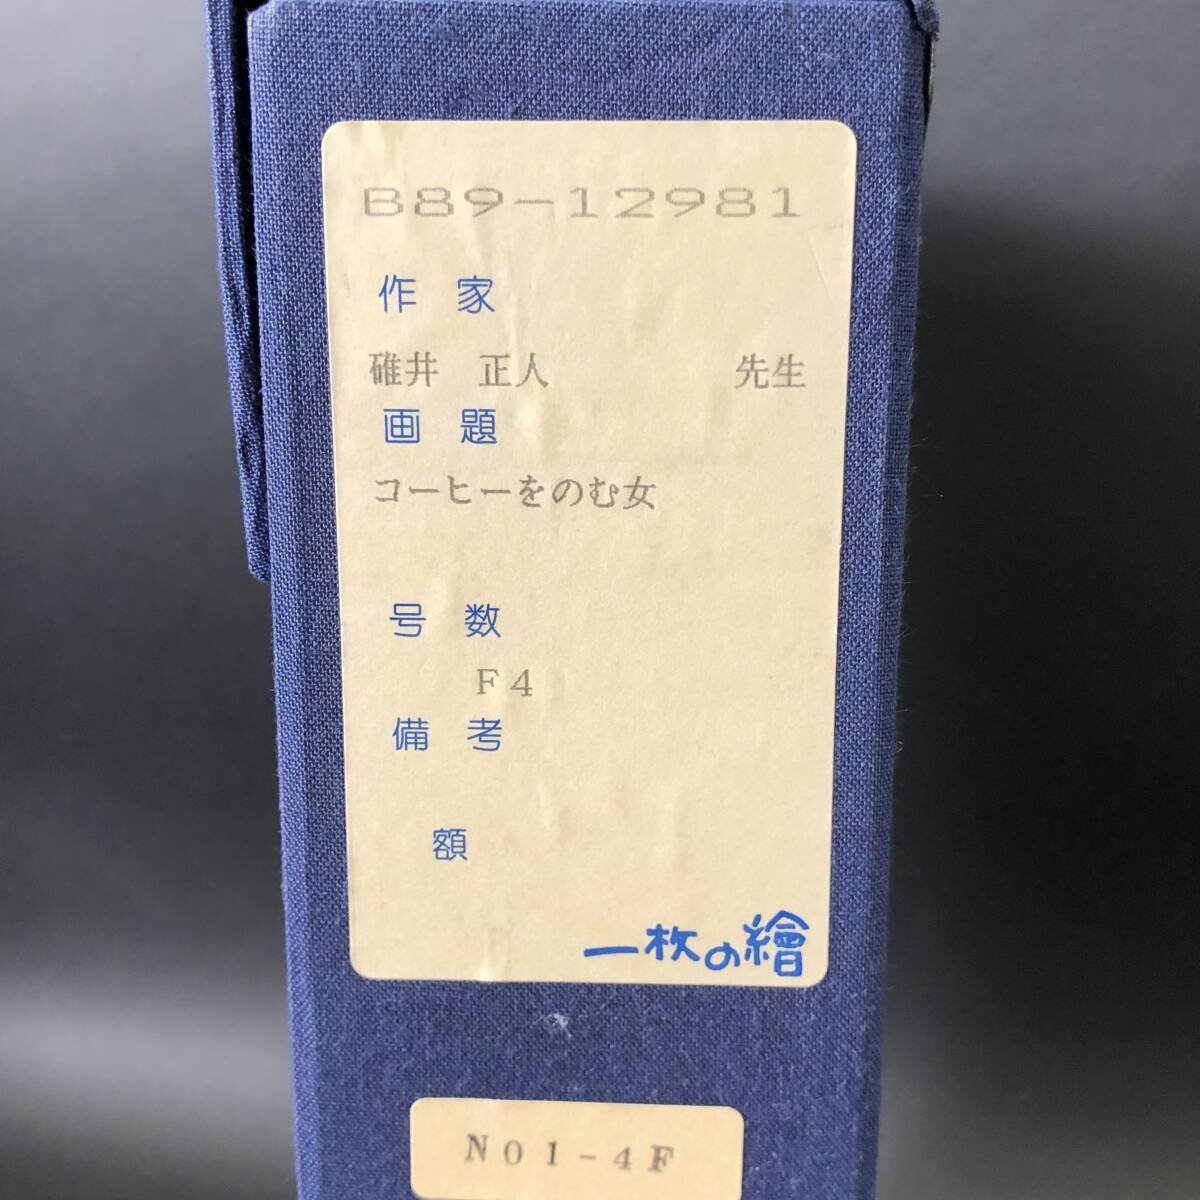 B89-12981
作家
碓井 正人 先生
画題
コーヒーをのむ女
号数
F4
備考
額
一枚の繪
N01-4F